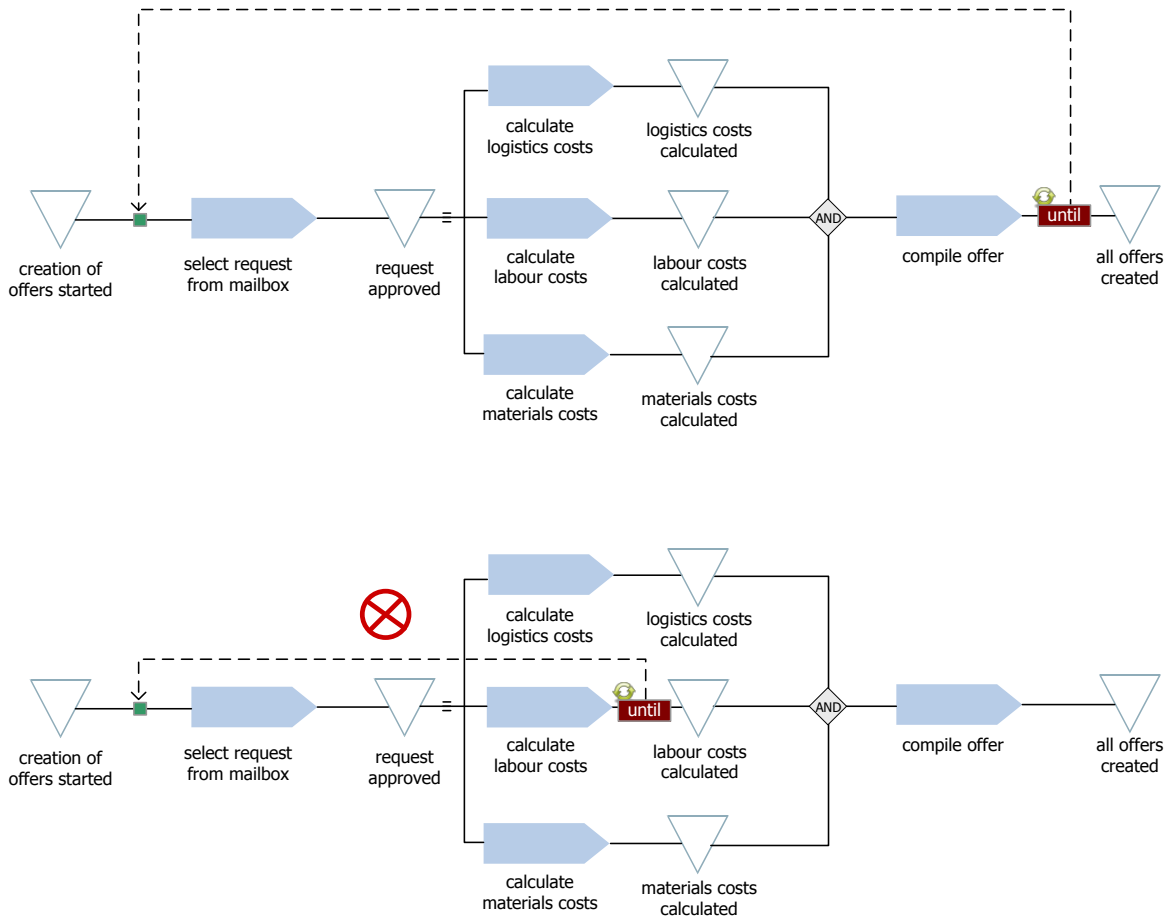 calculate
logistics costs
logistics costs
calculated
creation of
offers started
select request
from mailbox
request
approved
calculate
labour costs
labour costs
calculated
AND
compile offer
until
all offers
created
calculate
materials costs
materials costs
calculated
calculate
logistics costs
logistics costs
calculated
creation of
offers started
select request
from mailbox
request
approved
calculate
labour costs
until
labour costs
calculated
AND
compile offer
all offers
created
calculate
materials costs
materials costs
calculated